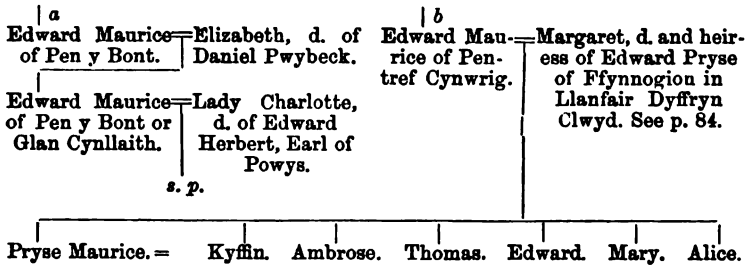 a
Edward Maurice=Elizabeth, d. of
of Pen y Bont. Daniel Pwybeck.
Edward Maurice=Lady Charlotte,
of Pen y Bont or d. of Edward
Glan Cynllaith. Herbert, Earl of
Powys.
s. p.
b
Edward Mau-=Margaret, d. and heir-
rice of Pen- ess of Edward Pryse
tref Cynwrig. of Ffynnogion in
Llanfair Dyffryn
Clwyd. See p. 84.
Pryse Maurice.= Kyffin. Ambrose. Thomas. Edward. Mary. Alice.